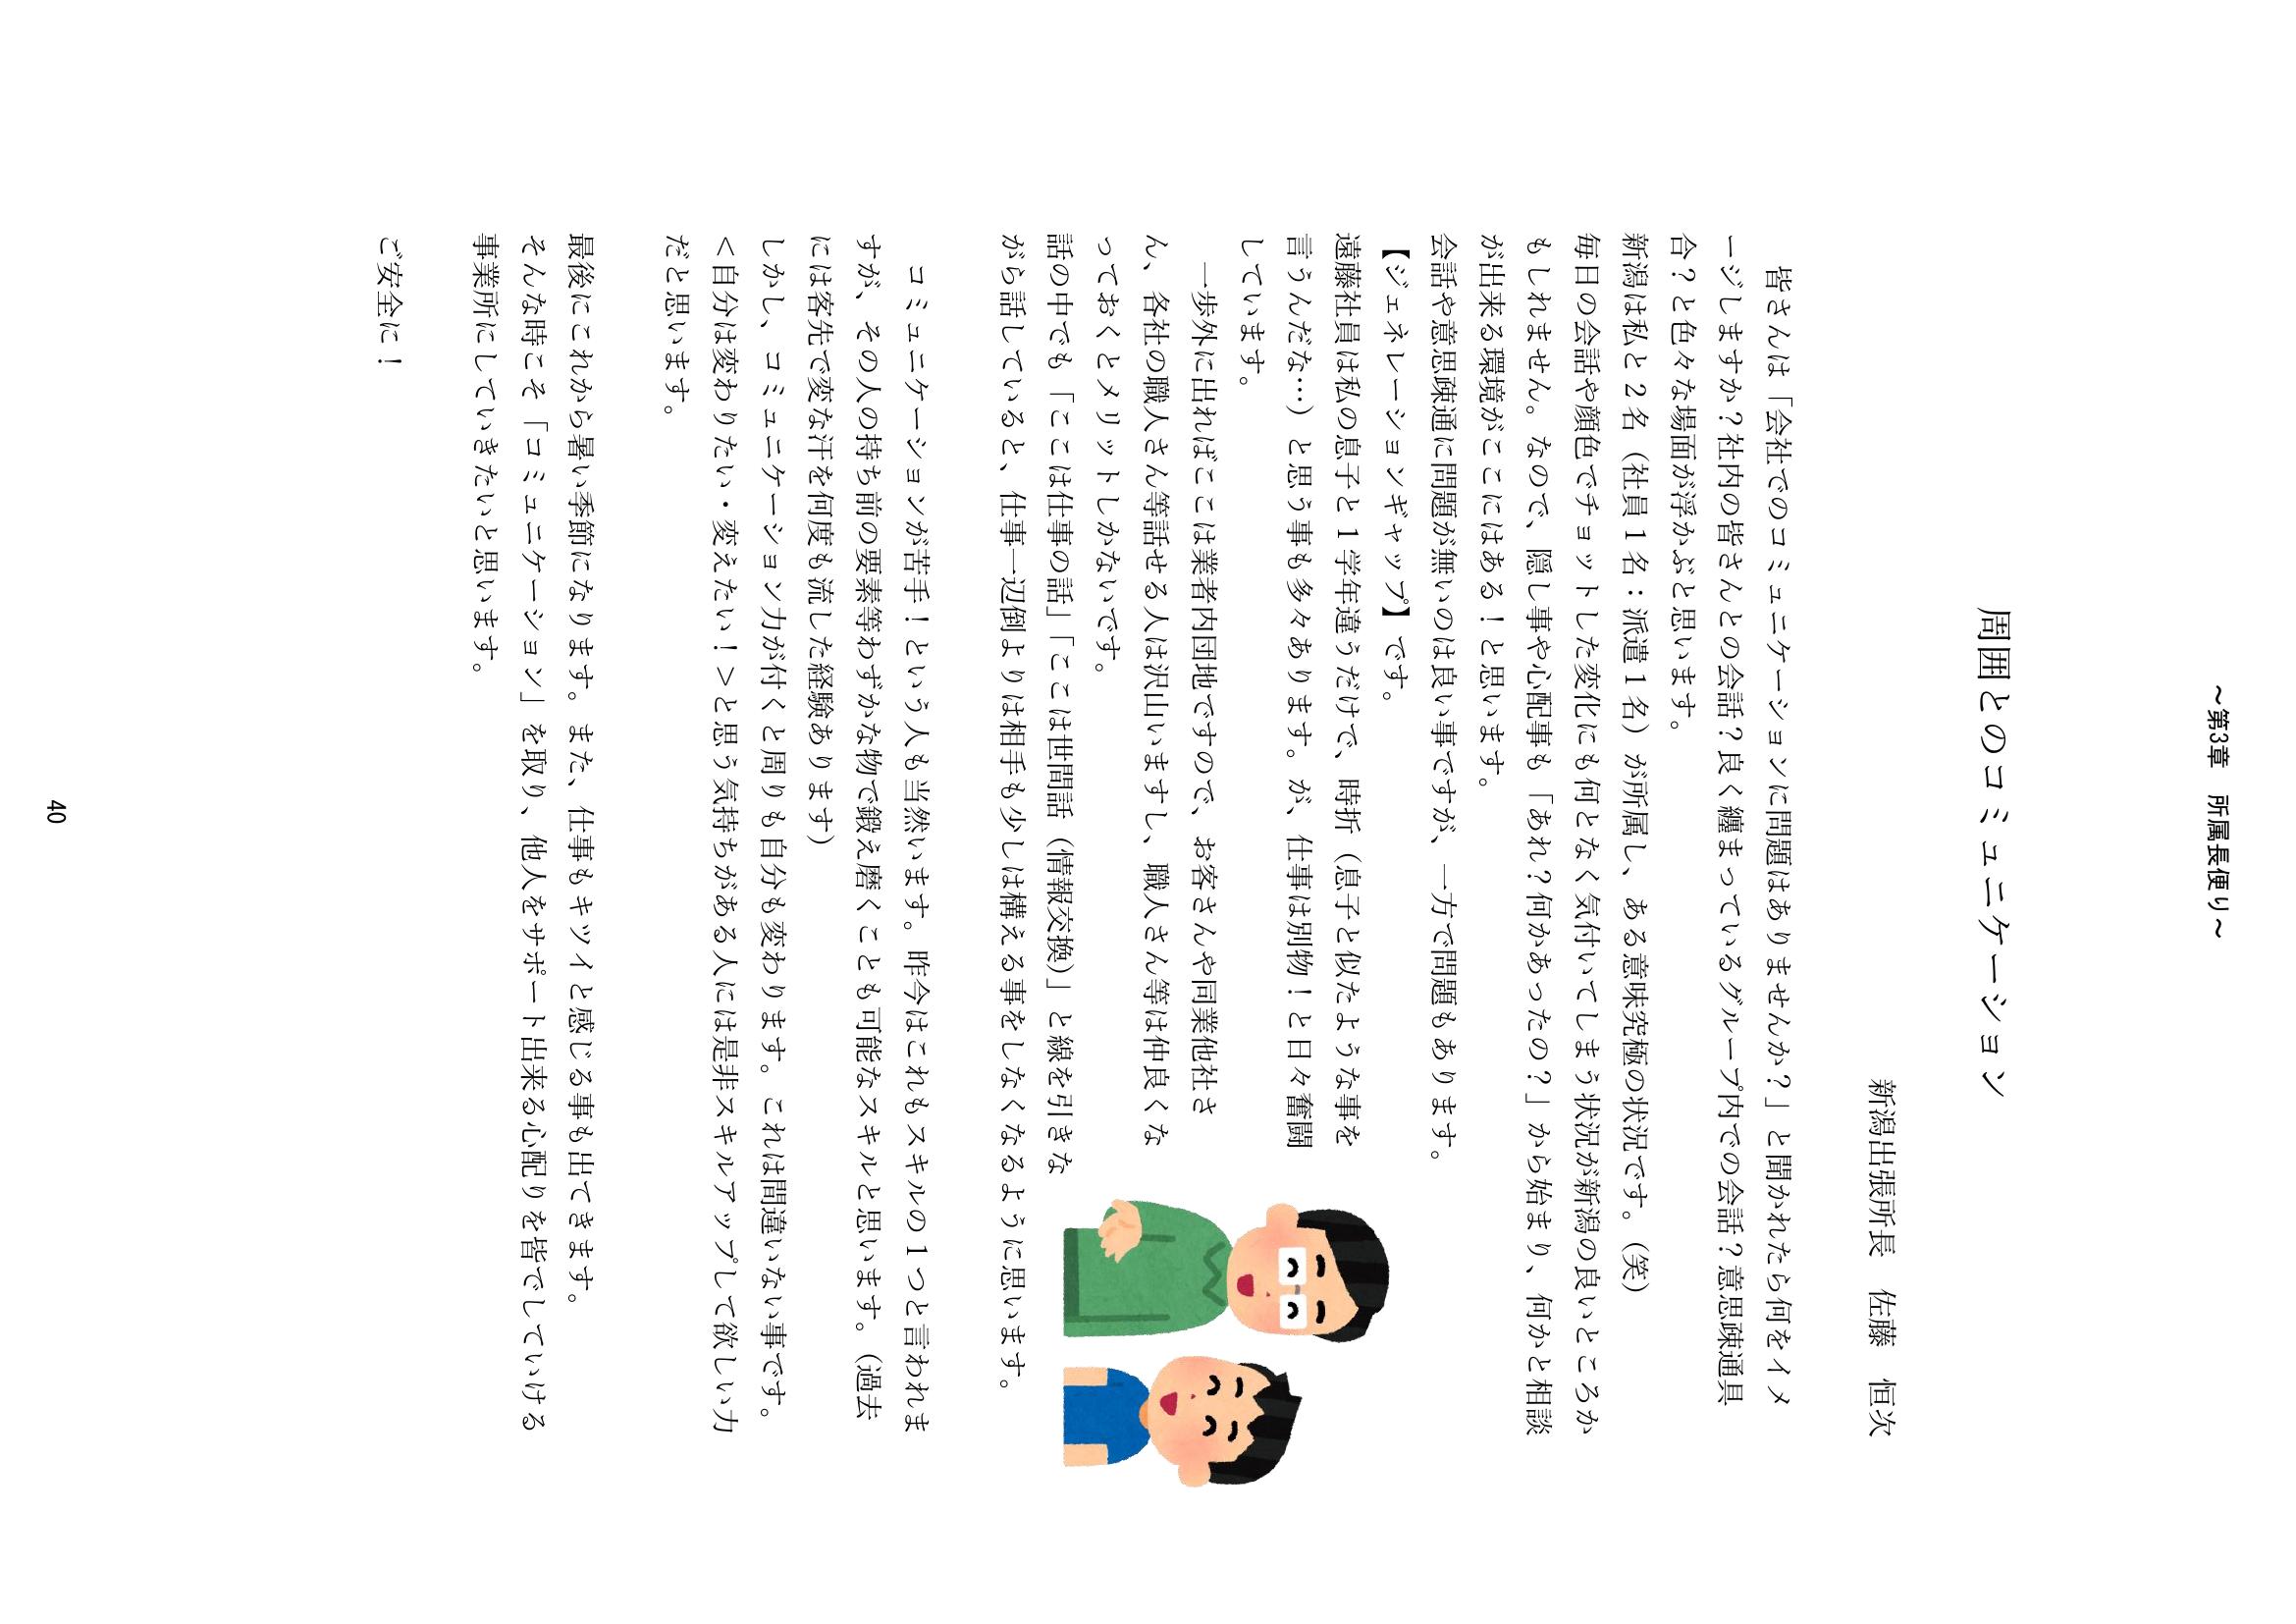 ～第3章　所属長便り～
周囲とのコミュニケーション
新潟出張所長　佐藤　恒次
　皆さんは「会社でのコミュニケーションに問題はありませんか？」と聞かれたら何をイメ
ージしますか？社内の皆さんとの会話？良く纏まっているグループ内での会話？意思疎通具
合？と色々な場面が浮かぶと思います。
新潟は私と２名（社員１名：派遣１名）が所属し、ある意味究極の状況です。（笑）
毎日の会話や顔色でチョットした変化にも何となく気付いてしまう状況が新潟の良いところか
もしれません。なので、隠し事や心配事も「あれ？何かあったの？」から始まり、何かと相談
が出来る環境がここにはある！と思います。
会話や意思疎通に問題が無いのは良い事ですが、一方で問題もあります。
【ジェネレーションギャップ】です。
遠藤社員は私の息子と１学年違うだけで、時折（息子と似たような事を
言うんだな…）と思う事も多々あります。が、仕事は別物！と日々奮闘
しています。
　一歩外に出ればここは業者内団地ですので、お客さんや同業他社さ
ん、各社の職人さん等話せる人は沢山いますし、職人さん等は仲良くな
っておくとメリットしかないです。
話の中でも「ここは仕事の話」「ここは世間話（情報交換）」と線を引きな
がら話していると、仕事一辺倒よりは相手も少しは構える事をしなくなるように思います。
　コミュニケーションが苦手！という人も当然います。昨今はこれもスキルの１つと言われま
すが、その人の持ち前の要素等わずかな物で鍛え磨くことも可能なスキルと思います。（過去
には客先で変な汗を何度も流した経験あります）
しかし、コミュニケーション力が付くと周りも自分も変わります。これは間違いない事です。
＜自分は変わりたい・変えたい！＞と思う気持ちがある人には是非スキルアップして欲しい力
だと思います。
最後にこれから暑い季節になります。また、仕事もキツイと感じる事も出てきます。
そんな時こそ「コミュニケーション」を取り、他人をサポート出来る心配りを皆でしていける
事業所にしていきたいと思います。
ご安全に！
40